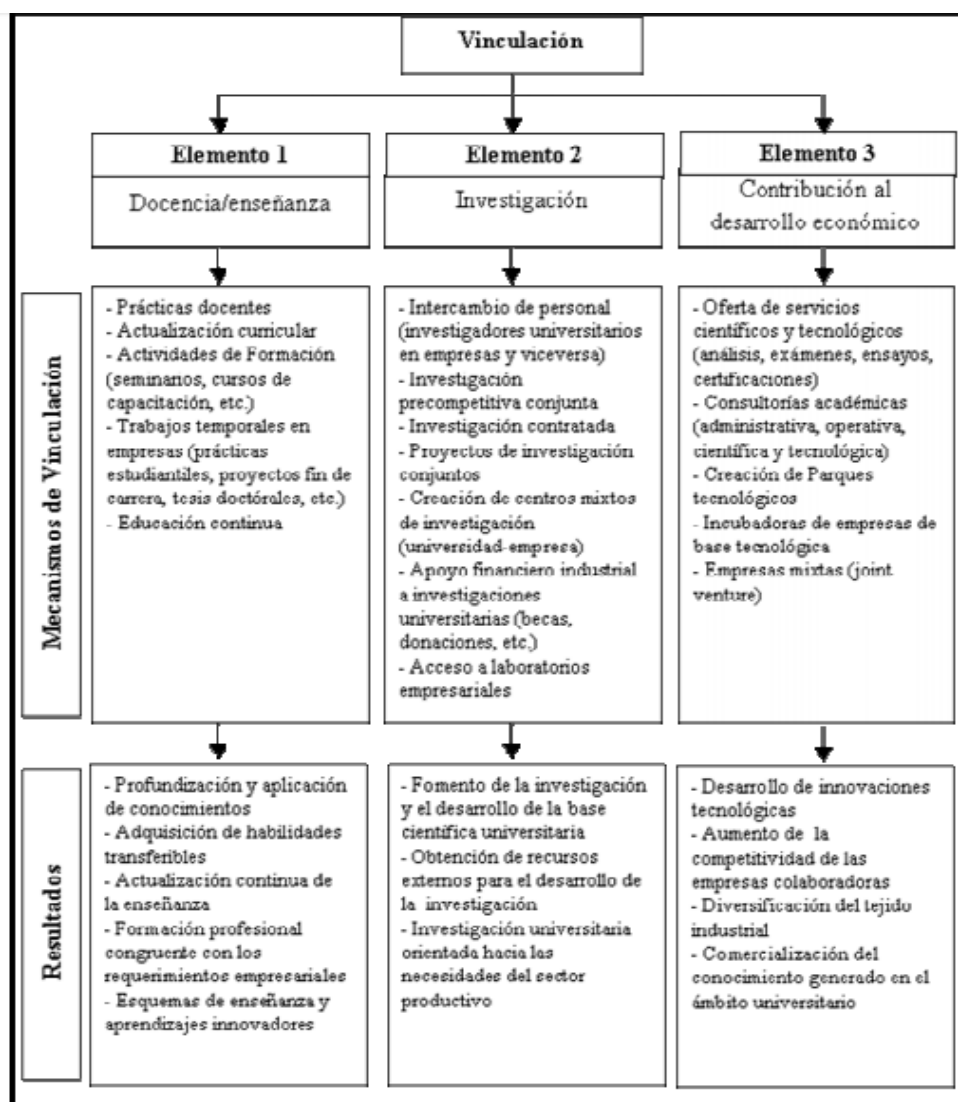 Vinculación
Elemento 1
Docencia/enseñanza
Elemento 2
Investigación
Elemento 3
Contribución al
desarrollo económico
Mecanismos de Vinculación
- Prácticas docentes
- Actualización curricular
- Actividades de Formación
(seminarios, cursos de
capacitación, etc.)
- Trabajos temporales en
empresas (prácticas
estudiantiles, proyectos fin de
carrera, tesis doctórales, etc.)
- Educación continua
- Intercambio de personal
(investigadores universitarios
en empresas y viceversa)
- Investigación
precompetitiva conjunta
- Investigación contratada
- Proyectos de investigación
conjuntos
- Creación de centros mixtos
de investigación
(universidad-empresa)
- Apoyo financiero industrial
a investigaciones
universitarias (becas,
donaciones, etc.)
- Acceso a laboratorios
empresariales
- Oferta de servicios
científicos y tecnológicos
(análisis, exámenes, ensayos,
certificaciones)
- Consultorías académicas
(administrativa, operativa,
científica y tecnológica)
- Creación de Parques
tecnológicos
- Incubadoras de empresas de
base tecnológica
- Empresas mixtas (joint
venture)
Resultados
- Profundización y aplicación
de conocimientos
- Adquisición de habilidades
transferibles
- Actualización continua de
la enseñanza
- Formación profesional
congruente con los
requerimientos empresariales
- Esquemas de enseñanza y
aprendizajes innovadores
- Fomento de la investigación
y el desarrollo de la base
científica universitaria
- Obtención de recursos
externos para el desarrollo de
la investigación
- Investigación universitaria
orientada hacia las
necesidades del sector
productivo
- Desarrollo de innovaciones
tecnológicas
- Aumento de la
competitividad de las
empresas colaboradoras
- Diversificación del tejido
industrial
- Comercialización del
conocimiento generado en el
ámbito universitario